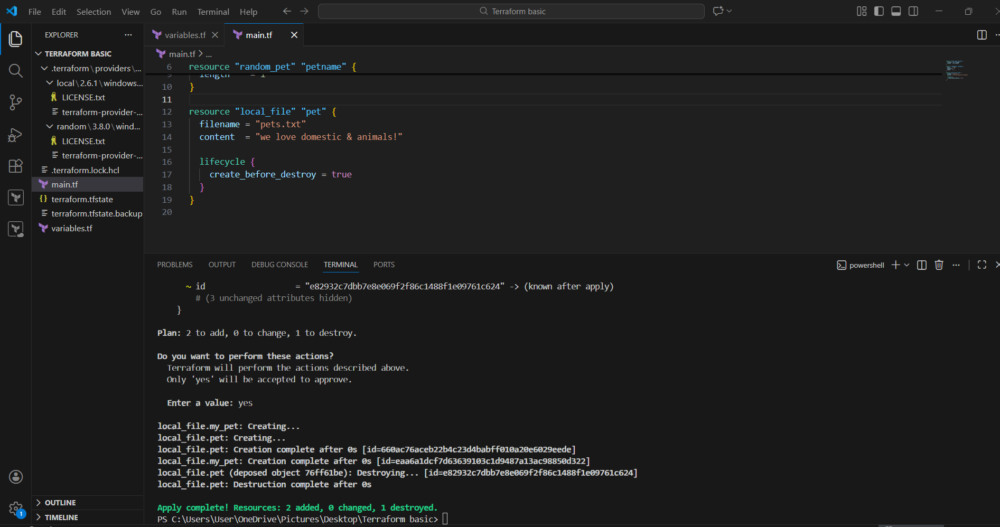 File Edit Selection View Go Run Terminal Help
Terraform basic
EXPLORER
TERRAFORM BASIC
.terraform\providers\...
local\2.6.1\windows...
LICENSE.txt
terraform-provider-...
random\3.8.0\wind...
LICENSE.txt
terraform-provider-...
.terraform.lock.hcl
main.tf
terraform.tfstate
terraform.tfstate.backup
variables.tf
OUTLINE
TIMELINE
1
variables.tf main.tf
main.tf > ...
6 resource "random_pet" "petname" {
9 length = 1
10 }
11
12 resource "local_file" "pet" {
13 filename = "pets.txt"
14 content = "we love domestic & animals!"
15
16 lifecycle {
17 create_before_destroy = true
18 }
19 }
20
PROBLEMS OUTPUT DEBUG CONSOLE TERMINAL PORTS
powershell
~ id = "e82932c7dbb7e8e069f2f86c1488f1e09761c624" -> (known after apply)
# (3 unchanged attributes hidden)
}
Plan: 2 to add, 0 to change, 1 to destroy.
Do you want to perform these actions?
Terraform will perform the actions described above.
Only 'yes' will be accepted to approve.
Enter a value: yes
local_file.my_pet: Creating...
local_file.pet: Creating...
local_file.pet: Creation complete after 0s [id=660ac76aceb22b4c23d4babff010a20e6029eede]
local_file.my_pet: Creation complete after 0s [id=eaa6a1dcf7d63639103c1d9487a13ac98850d322]
local_file.pet (deposed object 76ff61be): Destroying... [id=e82932c7dbb7e8e069f2f86c1488f1e09761c624]
local_file.pet: Destruction complete after 0s
Apply complete! Resources: 2 added, 0 changed, 1 destroyed.
PS C:\Users\User\OneDrive\Pictures\Desktop\Terraform basic>